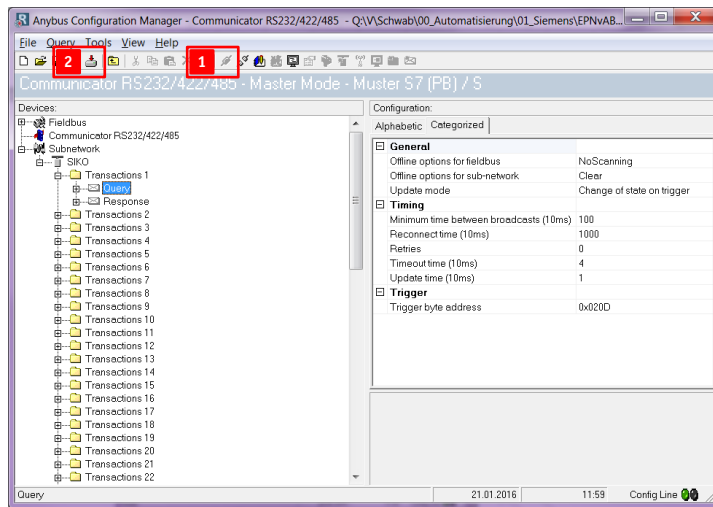 Anybus Configuration Manager - Communicator RS232/422/485 - Q:\V\Schwab\00_Automatisierung\01_Siemens\EPNvAB...
File Query Tools View Help
2
1
Communicator RS232/422/485 - Master Mode - Muster S7 (PB) / S
Devices:
Fieldbus
Communicator RS232/422/485
Subnetwork
SIKO
Transactions 1
Query
Response
Transactions 2
Transactions 3
Transactions 4
Transactions 5
Transactions 6
Transactions 7
Transactions 8
Transactions 9
Transactions 10
Transactions 11
Transactions 12
Transactions 13
Transactions 14
Transactions 15
Transactions 16
Transactions 17
Transactions 18
Transactions 19
Transactions 20
Transactions 21
Transactions 22
Configuration:
Alphabetic Categorized
General
Offline options for fieldbus NoScanning
Offline options for sub-network Clear
Update mode Change of state on trigger
Timing
Minimum time between broadcasts (10ms) 100
Reconnect time (10ms) 1000
Retries 0
Timeout time (10ms) 4
Update time (10ms) 1
Trigger
Trigger byte address 0x020D
Query 21.01.2016 11:59 Config Line